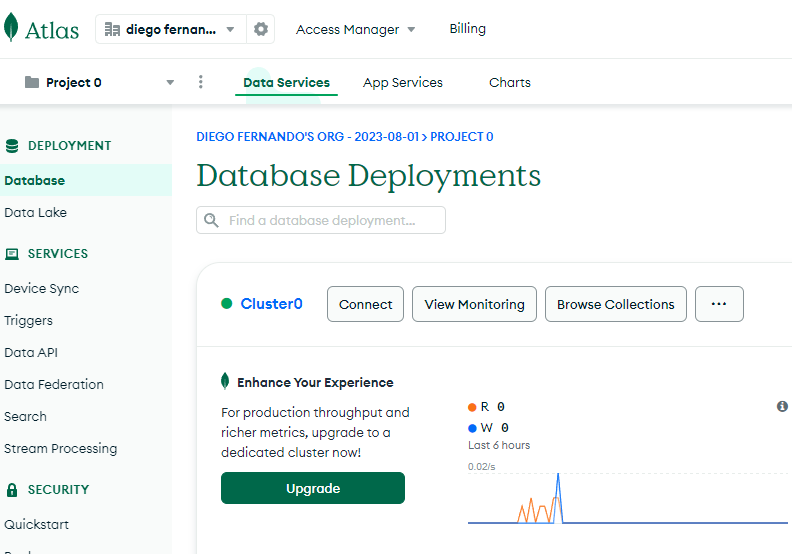 Atlas
diego fernan...
Access Manager
Billing
Project 0
Data Services
App Services
Charts
DEPLOYMENT
Database
Data Lake
SERVICES
Device Sync
Triggers
Data API
Data Federation
Search
Stream Processing
SECURITY
Quickstart
DIEGO FERNANDO'S ORG - 2023-08-01 > PROJECT 0
Database Deployments
Find a database deployment...
Cluster0
Connect
View Monitoring
Browse Collections
...
Enhance Your Experience
For production throughput and
richer metrics, upgrade to a
dedicated cluster now!
Upgrade
R 0
W 0
Last 6 hours
0.02/s